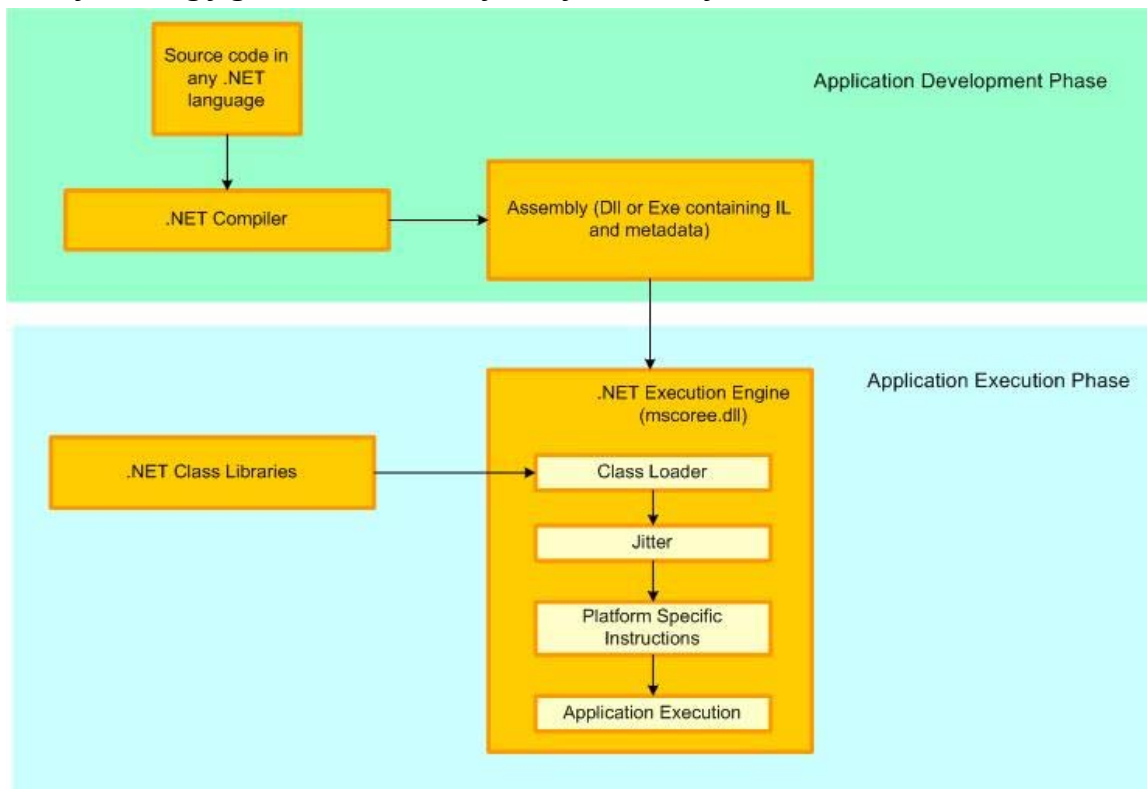 Source code in
any .NET
language
Application Development Phase
.NET Compiler
Assembly (Dll or Exe containing IL
and metadata)
Application Execution Phase
.NET Execution Engine
(mscoree.dll)
.NET Class Libraries
Class Loader
Jitter
Platform Specific
Instructions
Application Execution